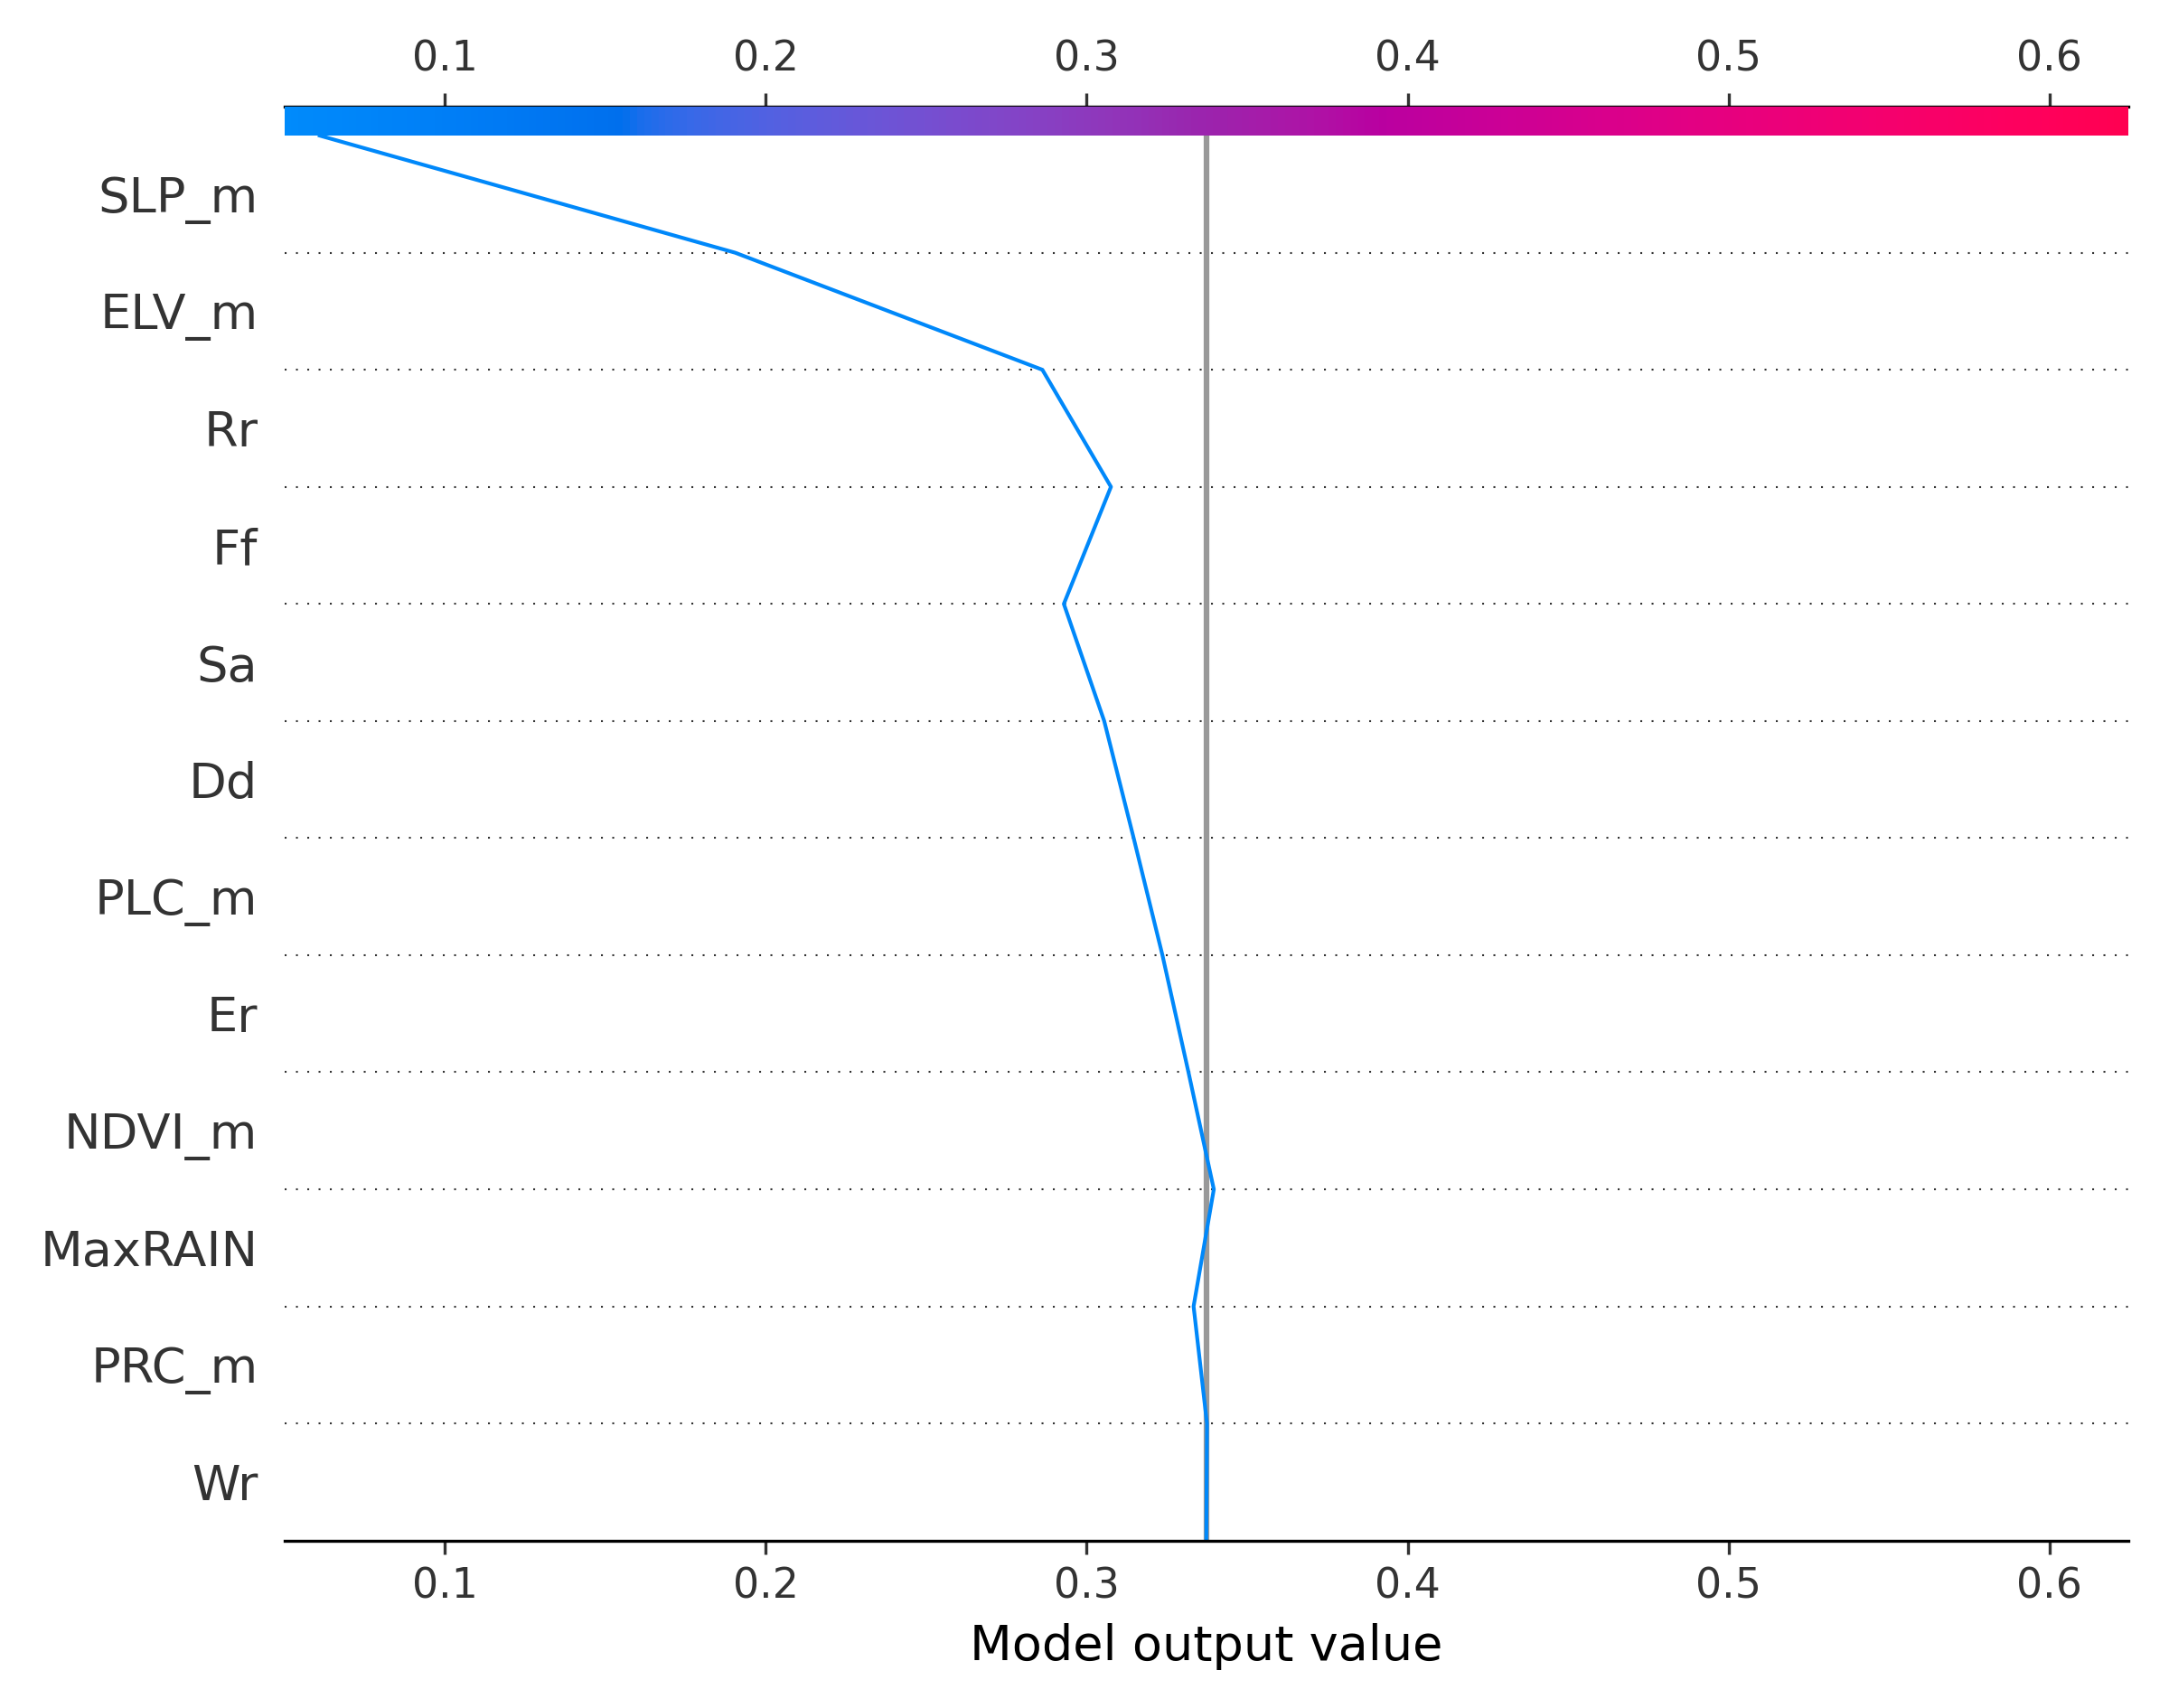 0.1 0.2 0.3 0.4 0.5 0.6
SLP_m
ELV_m
Rr
Ff
Sa
Dd
PLC_m
Er
NDVI_m
MaxRAIN
PRC_m
Wr
0.1 0.2 0.3 0.4 0.5 0.6
Model output value